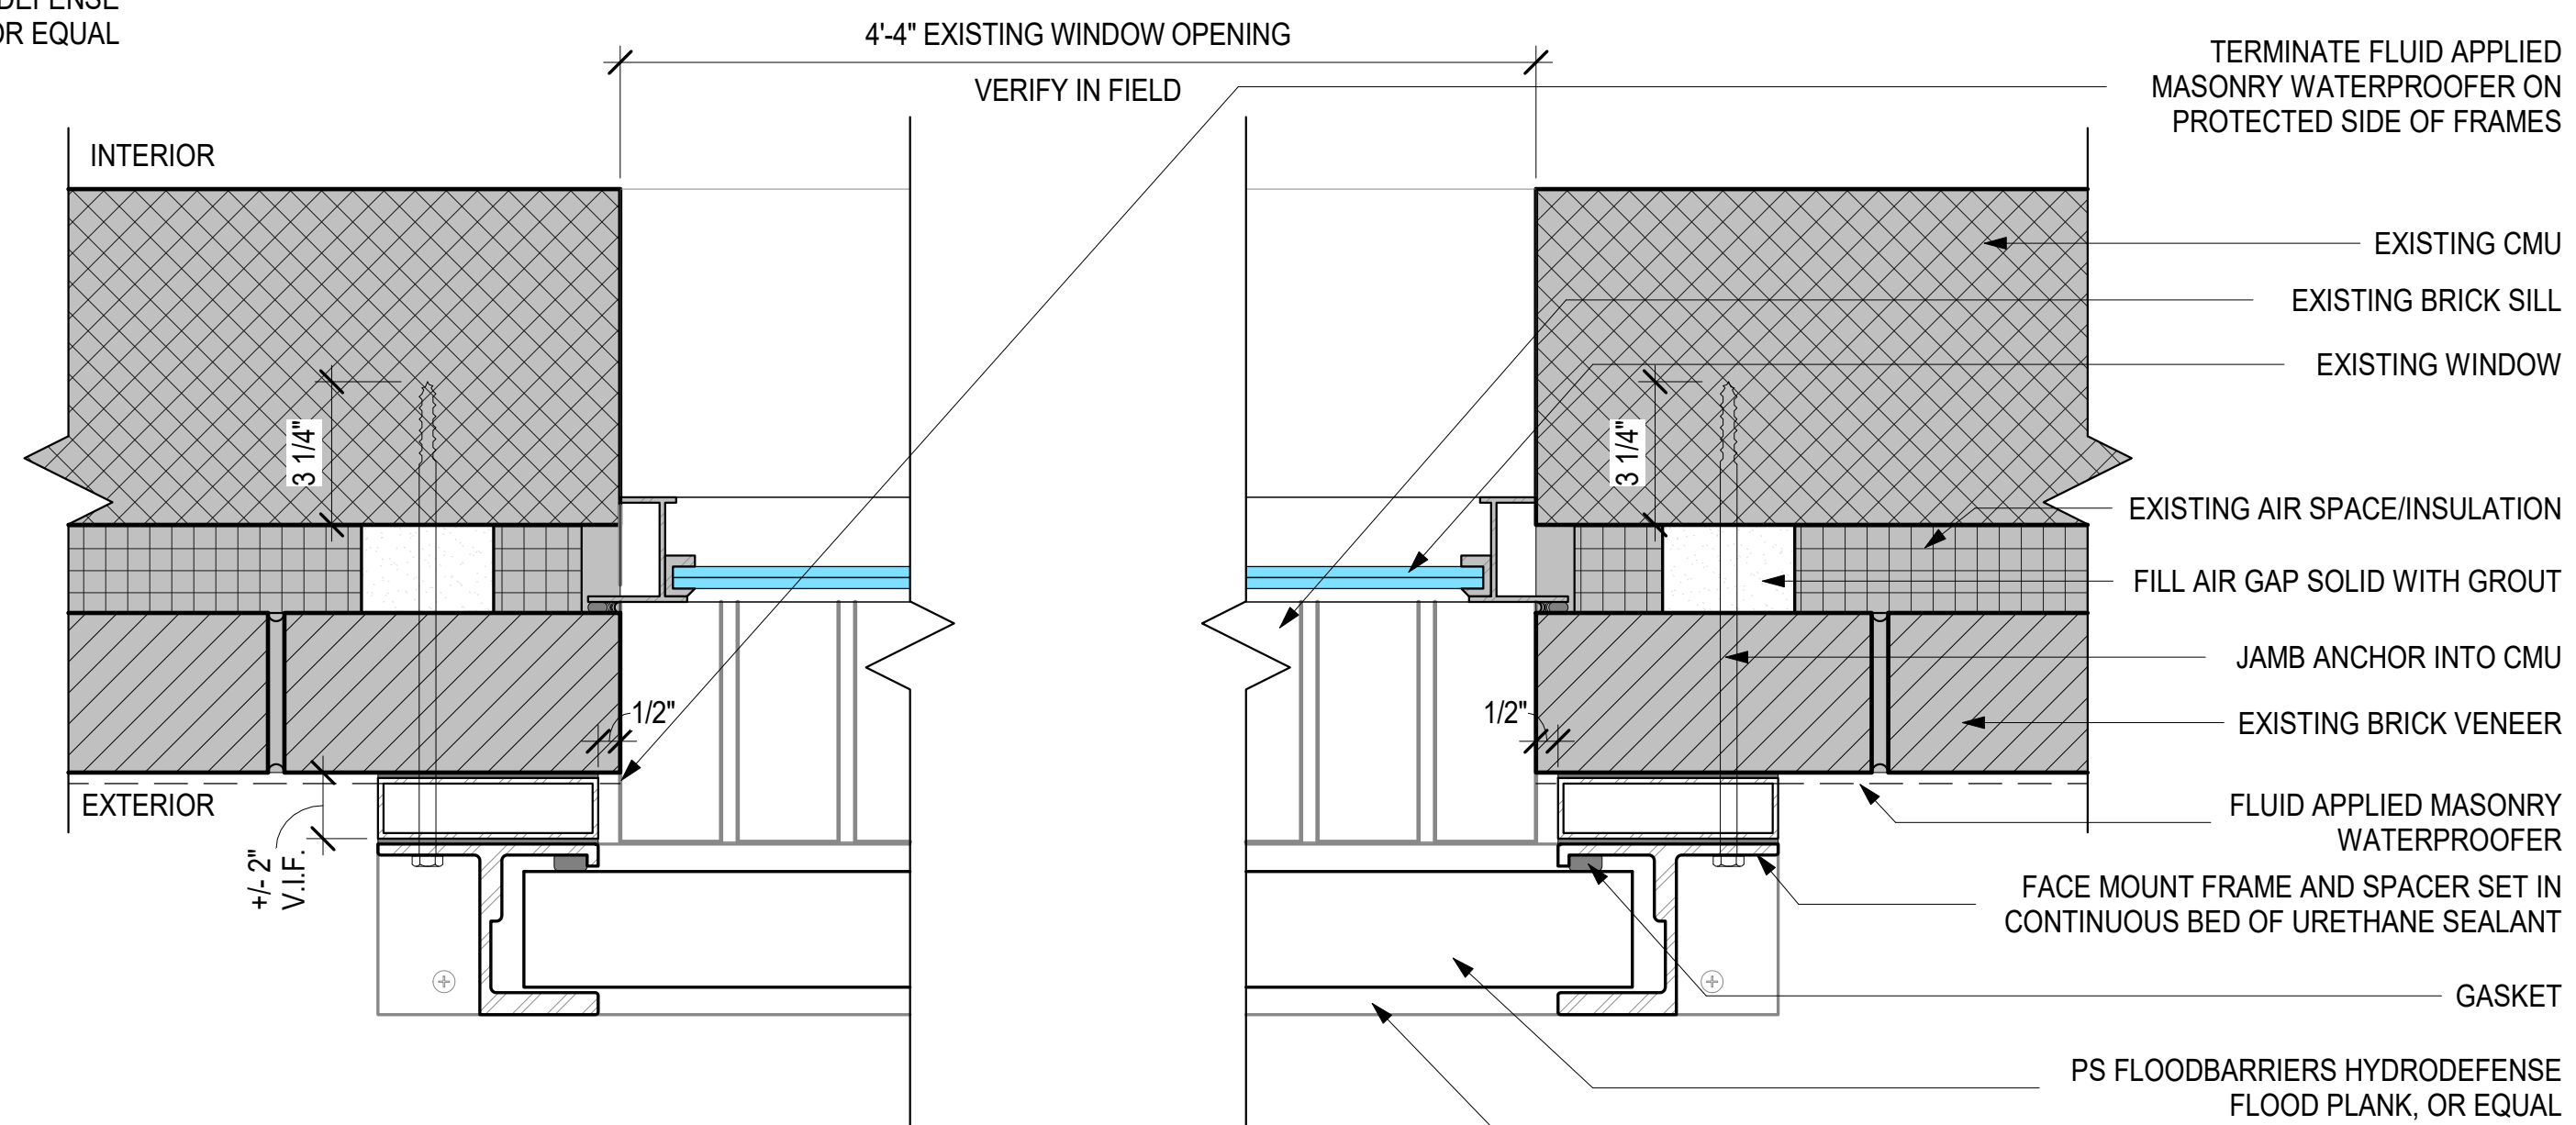 DEFENSE
OR EQUAL
4'-4" EXISTING WINDOW OPENING
VERIFY IN FIELD
TERMINATE FLUID APPLIED
MASONRY WATERPROOFER ON
PROTECTED SIDE OF FRAMES
INTERIOR
EXISTING CMU
EXISTING BRICK SILL
EXISTING WINDOW
3 1/4"
3 1/4"
EXISTING AIR SPACE/INSULATION
FILL AIR GAP SOLID WITH GROUT
JAMB ANCHOR INTO CMU
1/2"
1/2"
EXISTING BRICK VENEER
EXTERIOR
FLUID APPLIED MASONRY
WATERPROOFER
+/- 2"
V.I.F.
FACE MOUNT FRAME AND SPACER SET IN
CONTINUOUS BED OF URETHANE SEALANT
GASKET
PS FLOODBARRIERS HYDRODEFENSE
FLOOD PLANK, OR EQUAL